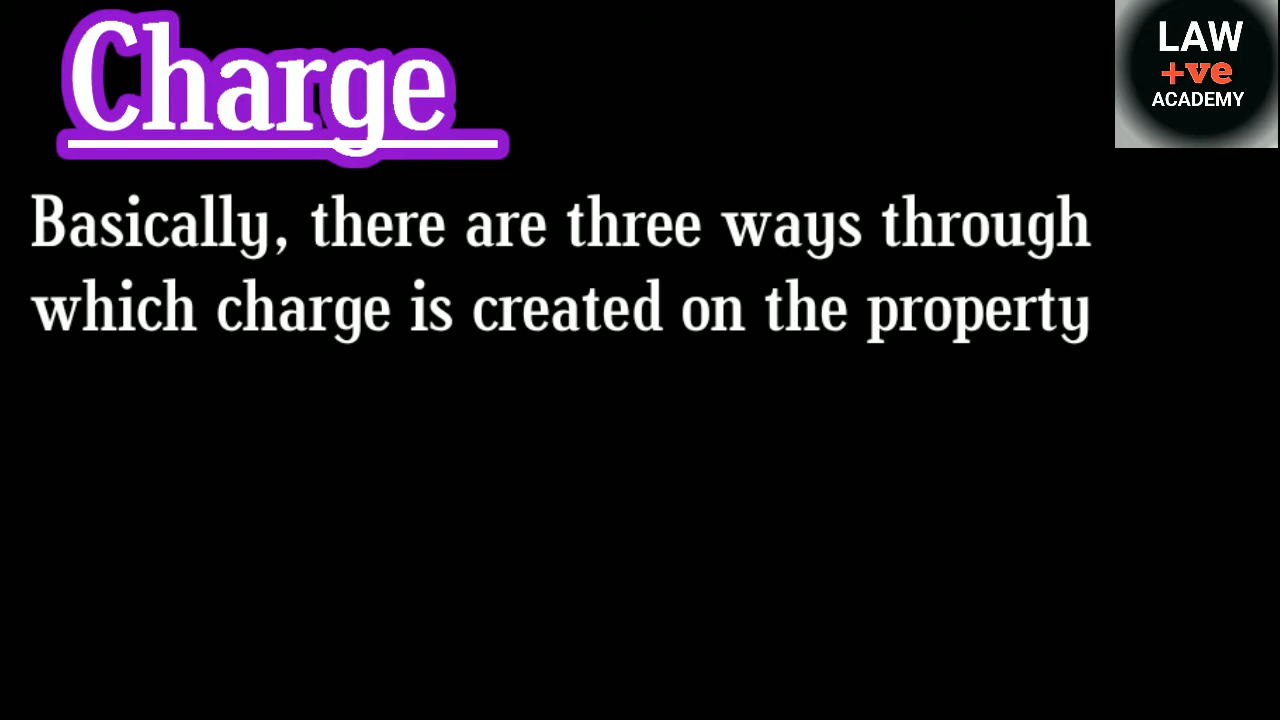 Charge
LAW
+ve
ACADEMY
Basically, there are three ways through
which charge is created on the property